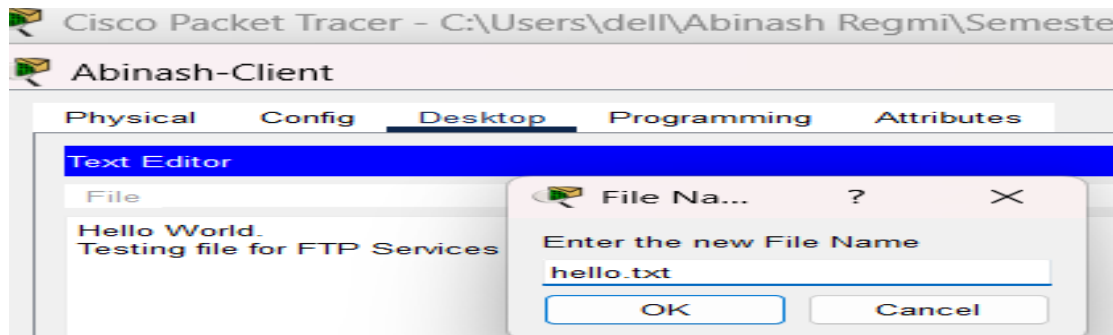 Cisco Packet Tracer - C:\Users\dell\Abinash Regmi\Semeste
Abinash-Client
Physical Config Desktop Programming Attributes
Text Editor
File
Hello World.
Testing file for FTP Services
File Na... ? ×
Enter the new File Name
hello.txt
OK Cancel